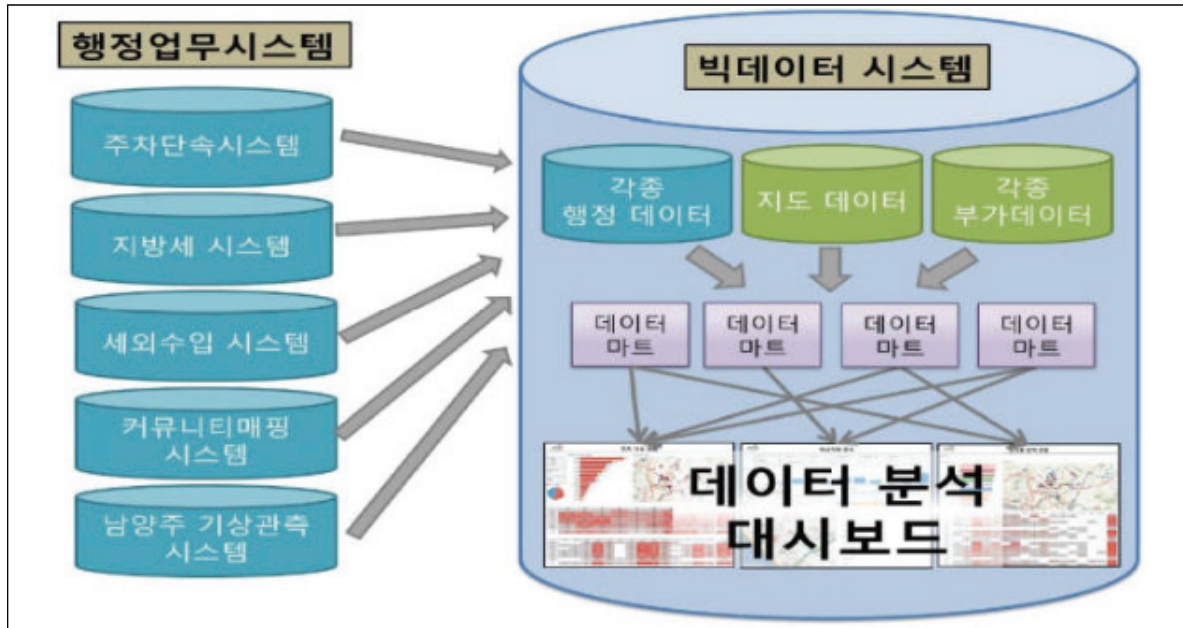 행정업무시스템
주차단속시스템
지방세 시스템
세외수입 시스템
커뮤니티매핑
시스템
남양주 기상관측
시스템
빅데이터 시스템
각종
행정 데이터
지도 데이터
각종
부가데이터
데이터
마트
데이터
마트
데이터
마트
데이터
마트
데이터 분석
대시보드